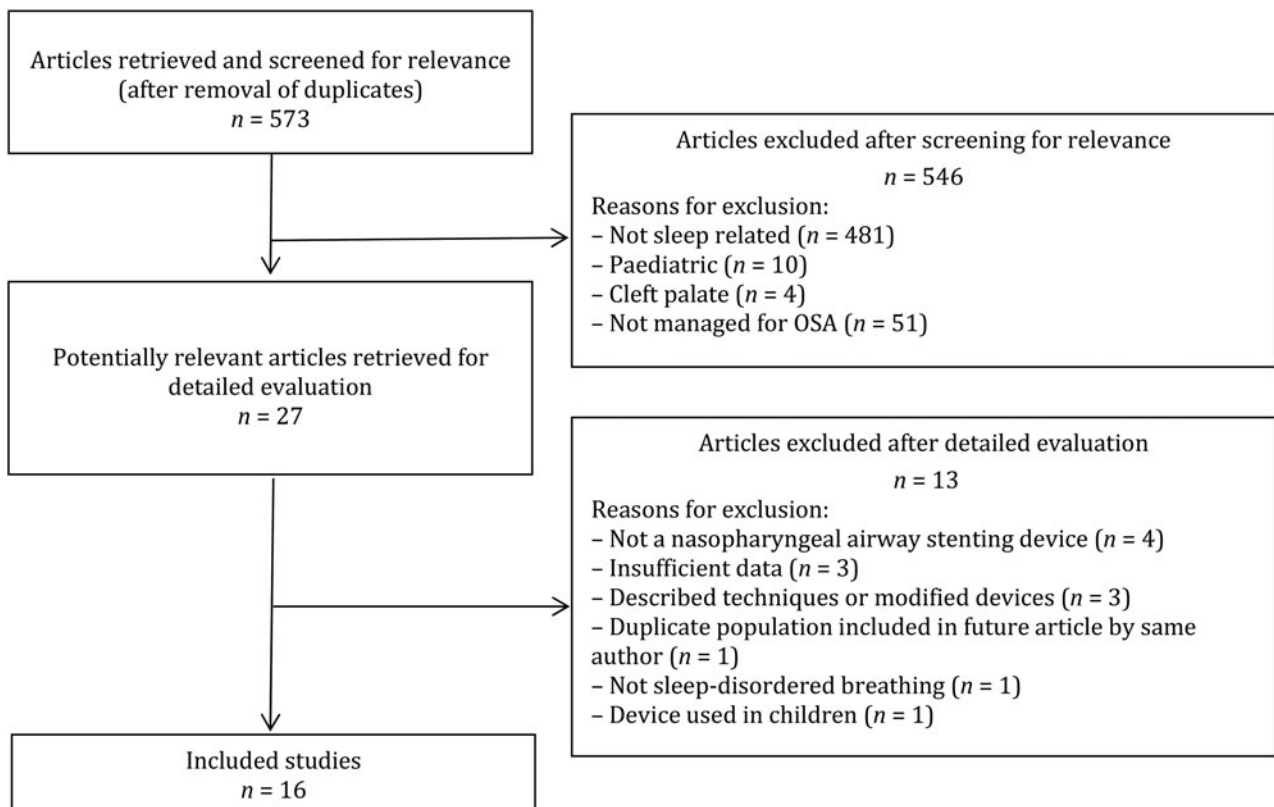 Articles retrieved and screened for relevance
(after removal of duplicates)
n = 573
Articles excluded after screening for relevance
n = 546
Reasons for exclusion:
– Not sleep related (n = 481)
– Paediatric (n = 10)
– Cleft palate (n = 4)
– Not managed for OSA (n = 51)
Potentially relevant articles retrieved for
detailed evaluation
n = 27
Articles excluded after detailed evaluation
n = 13
Reasons for exclusion:
– Not a nasopharyngeal airway stenting device (n = 4)
– Insufficient data (n = 3)
– Described techniques or modified devices (n = 3)
– Duplicate population included in future article by same
author (n = 1)
– Not sleep-disordered breathing (n = 1)
– Device used in children (n = 1)
Included studies
n = 16